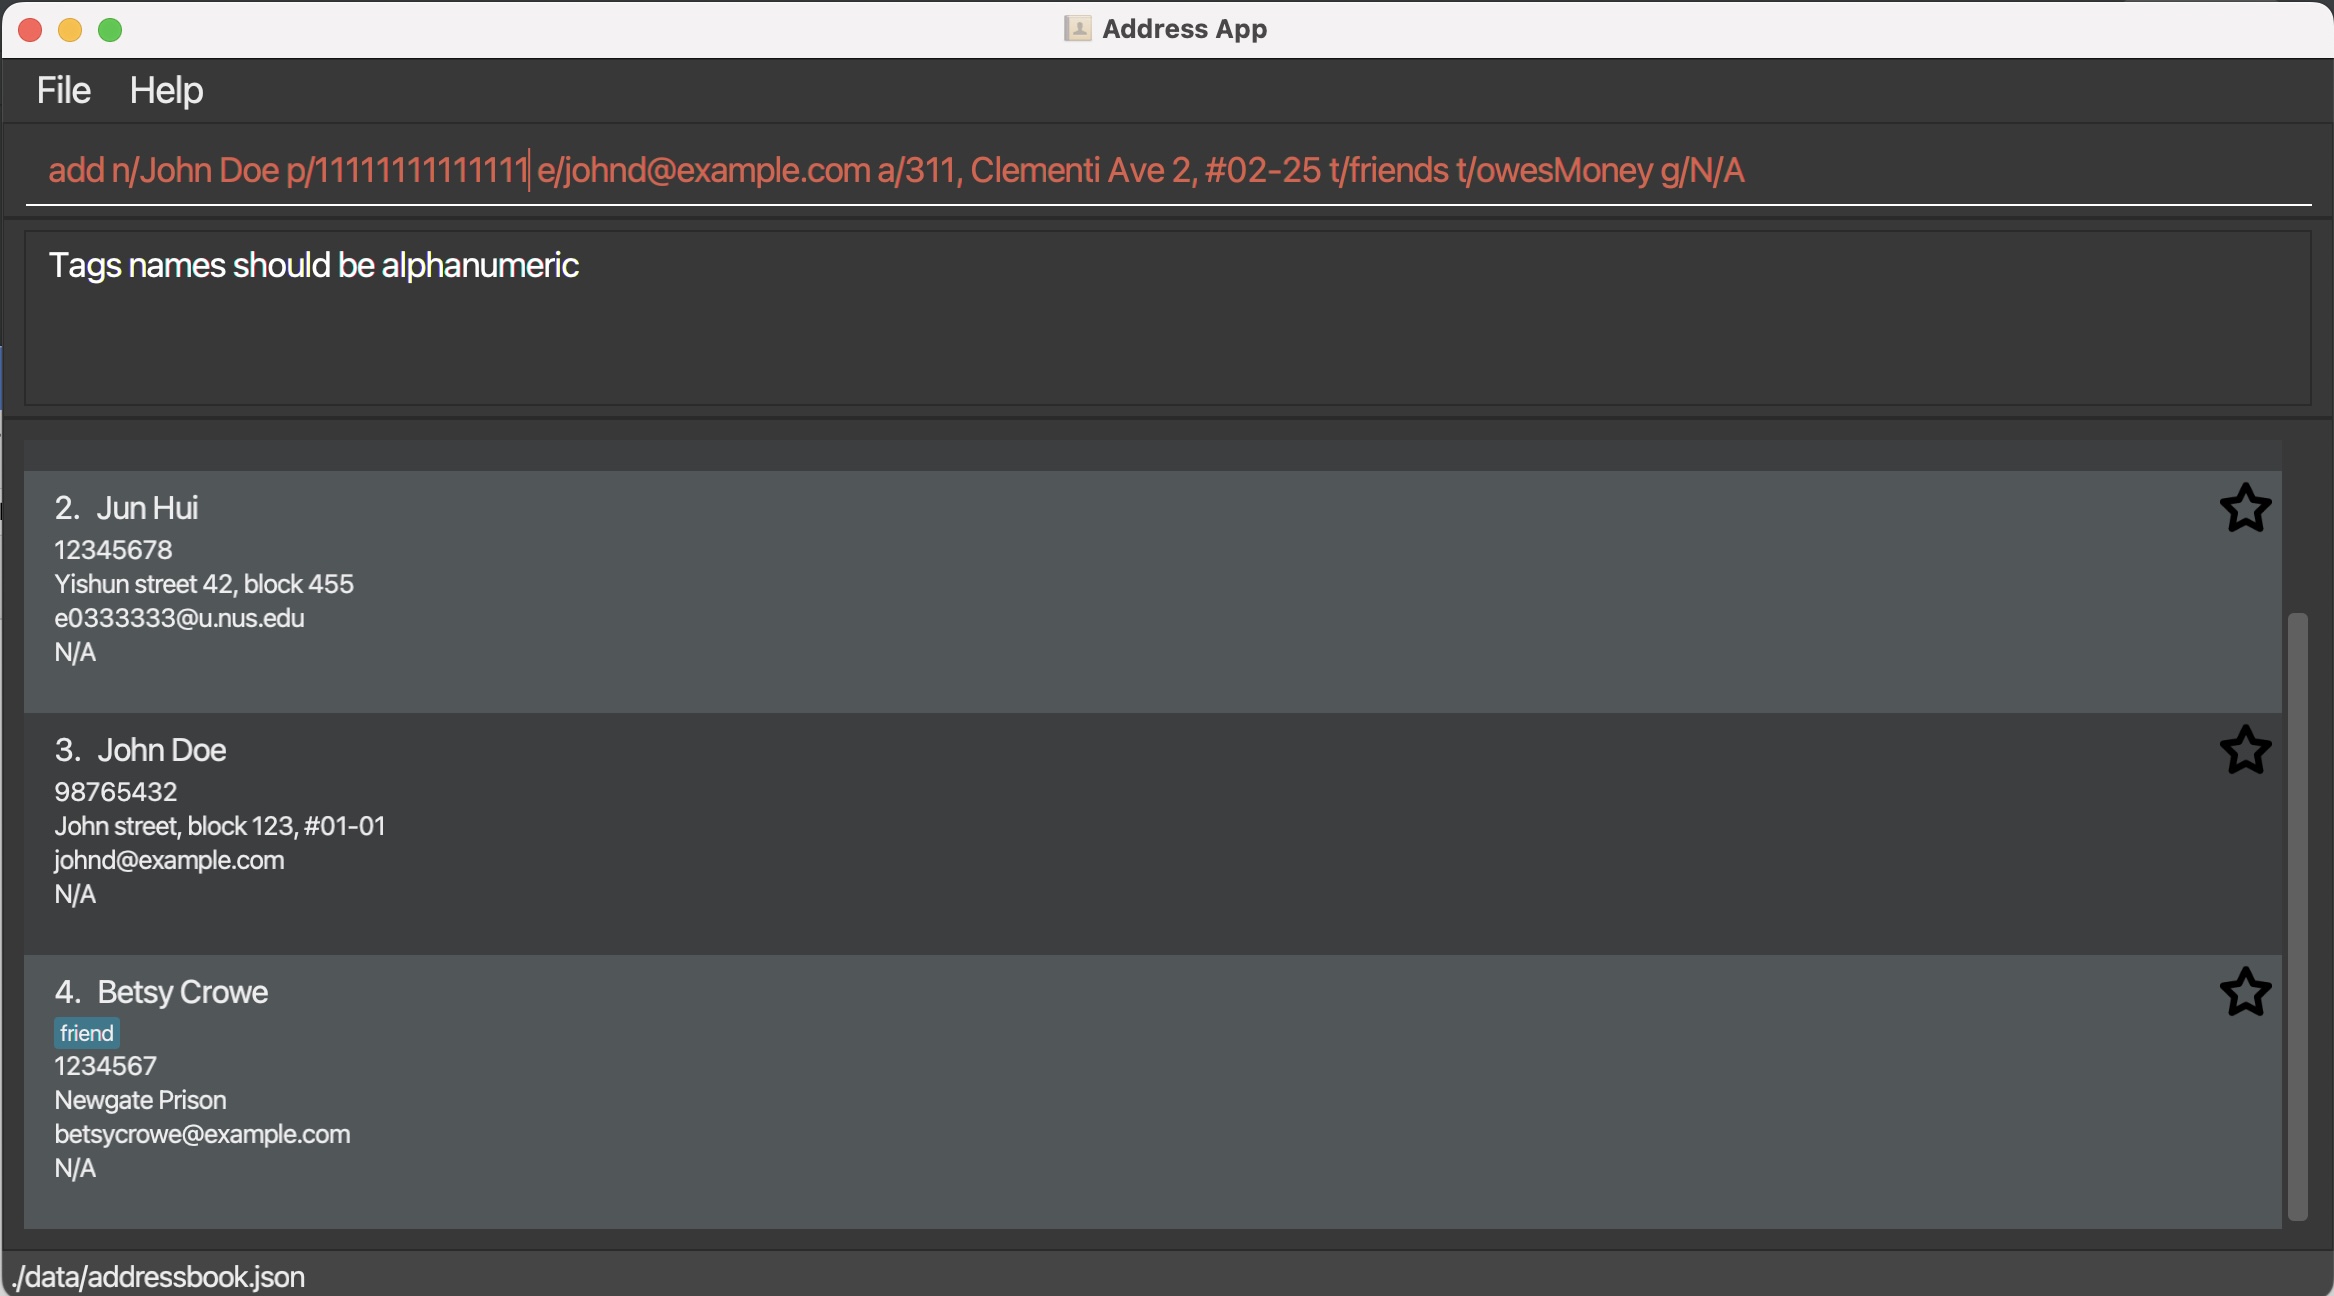 Address App
File Help
add n/John Doe p/11111111111111 e/johnd@example.com a/311, Clementi Ave 2, #02-25 t/friends t/owesMoney g/N/A
Tags names should be alphanumeric
2. Jun Hui
12345678
Yishun street 42, block 455
e0333333@u.nus.edu
N/A
3. John Doe
98765432
John street, block 123, #01-01
johnd@example.com
N/A
4. Betsy Crowe
friend
1234567
Newgate Prison
betsycrowe@example.com
N/A
./data/addressbook.json